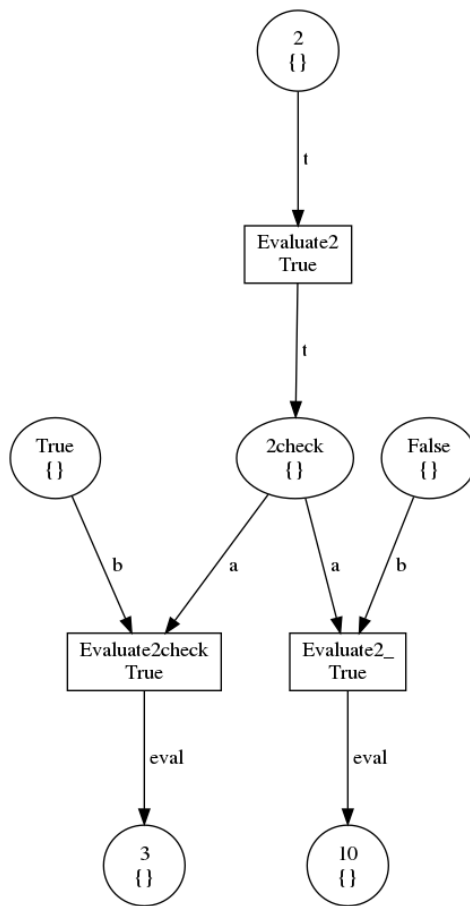 2
{}
t
Evaluate2
True
t
True
{}
2check
{}
False
{}
b
a
a
b
Evaluate2check
True
Evaluate2_
True
eval
eval
3
{}
10
{}